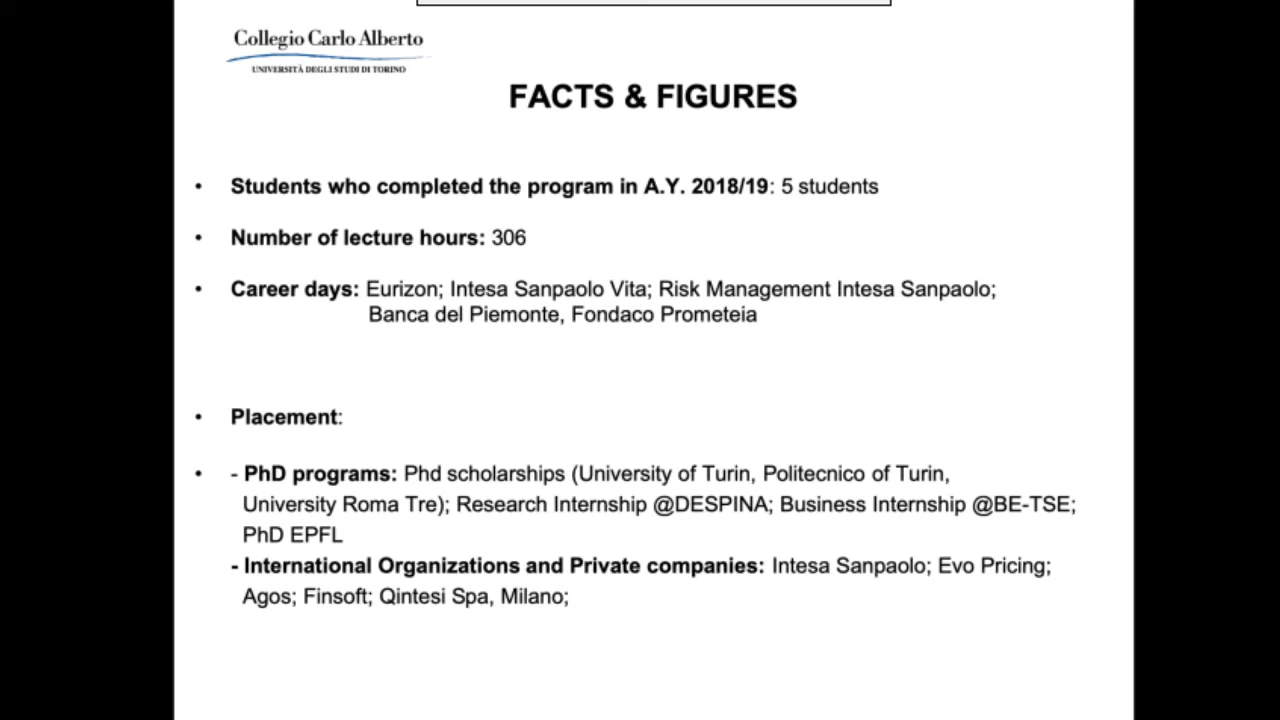 Collegio Carlo Alberto
UNIVERSITÀ DEGLI STUDI DI TORINO
FACTS & FIGURES
• Students who completed the program in A.Y. 2018/19: 5 students
• Number of lecture hours: 306
• Career days: Eurizon; Intesa Sanpaolo Vita; Risk Management Intesa Sanpaolo;
Banca del Piemonte, Fondaco Prometeia
• Placement:
• - PhD programs: Phd scholarships (University of Turin, Politecnico of Turin,
University Roma Tre); Research Internship @DESPINA; Business Internship @BE-TSE;
PhD EPFL
- International Organizations and Private companies: Intesa Sanpaolo; Evo Pricing;
Agos; Finsoft; Qintesi Spa, Milano;